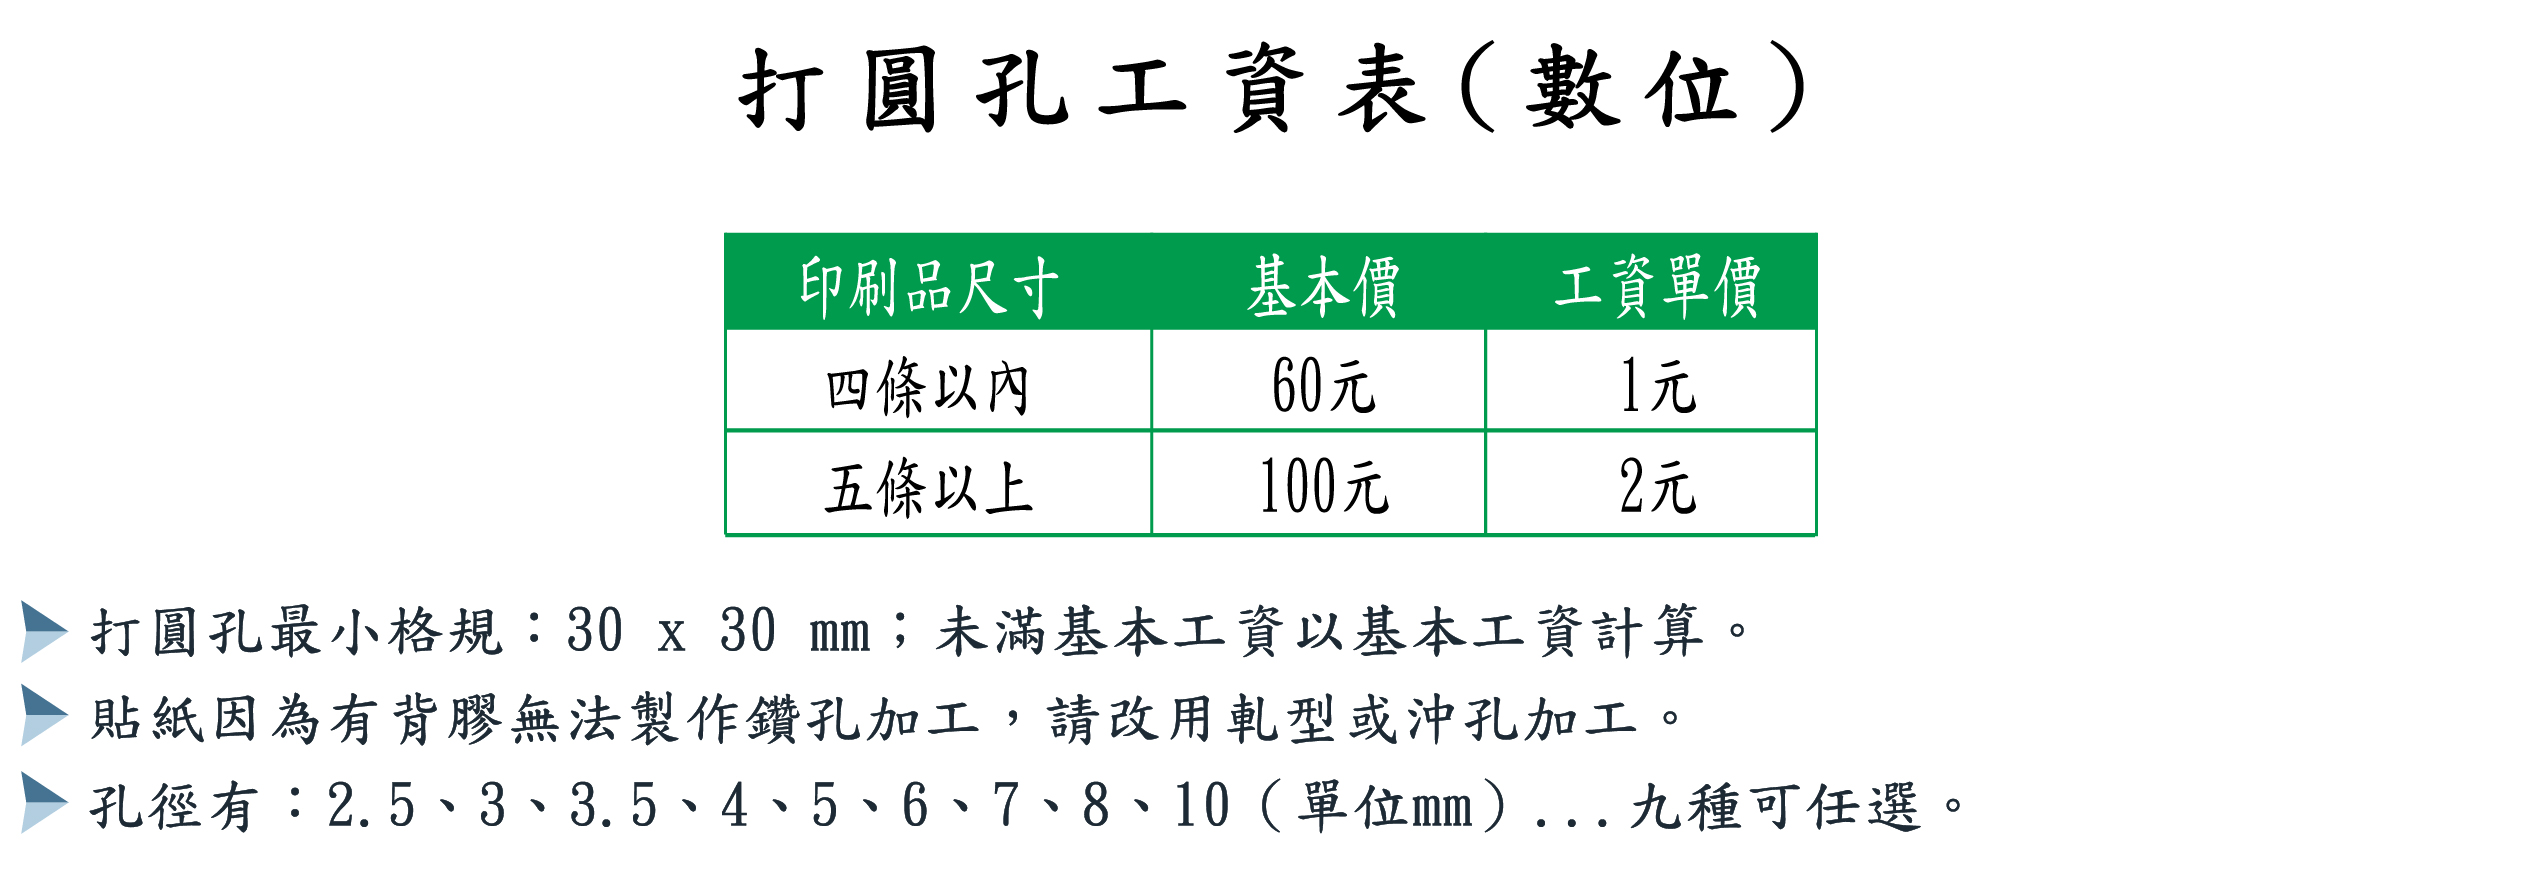 打圓孔工資表(數位)
印刷品尺寸 基本價 工資單價
四條以內 60元 1元
五條以上 100元 2元
打圓孔最小格規：30 x 30 mm；未滿基本工資以基本工資計算。
貼紙因為有背膠無法製作鑽孔加工，請改用軋型或沖孔加工。
孔徑有：2.5、3、3.5、4、5、6、7、8、10（單位mm）...九種可任選。